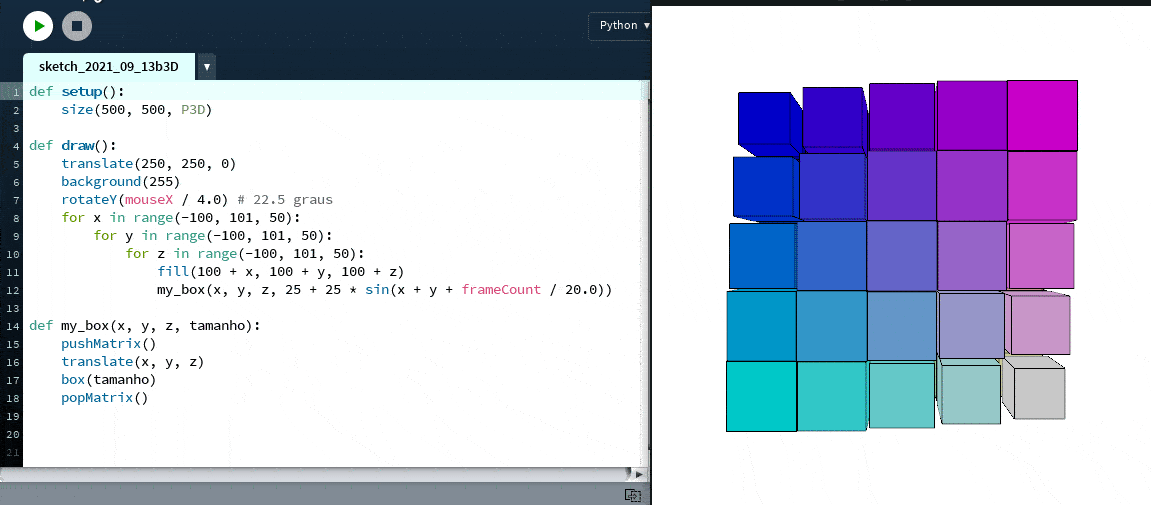 Python ▾
sketch_2021_09_13b3D ▼
1 def setup():
2     size(500, 500, P3D)
3
4 def draw():
5     translate(250, 250, 0)
6     background(255)
7     rotateY(mouseX / 4.0) # 22.5 graus
8     for x in range(-100, 101, 50):
9         for y in range(-100, 101, 50):
10             for z in range(-100, 101, 50):
11                 fill(100 + x, 100 + y, 100 + z)
12                 my_box(x, y, z, 25 + 25 * sin(x + y + frameCount / 20.0))
13
14 def my_box(x, y, z, tamanho):
15     pushMatrix()
16     translate(x, y, z)
17     box(tamanho)
18     popMatrix()
19
20
21